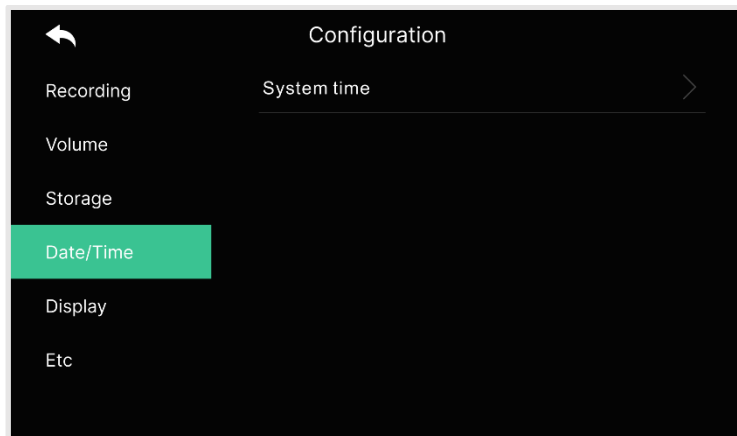 Configuration
Recording
System time
Volume
Storage
Date/Time
Display
Etc